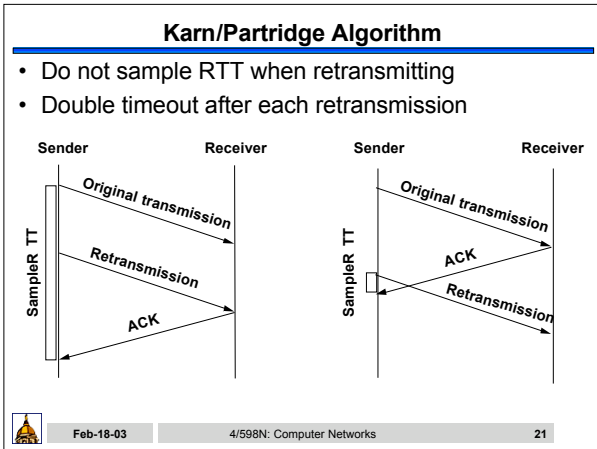 Karn/Partridge Algorithm
• Do not sample RTT when retransmitting
• Double timeout after each retransmission
Sender Receiver
Original transmission
Retransmission
ACK
SampleR TT
Sender Receiver
Original transmission
ACK
Retransmission
SampleR TT
Feb-18-03 4/598N: Computer Networks 21